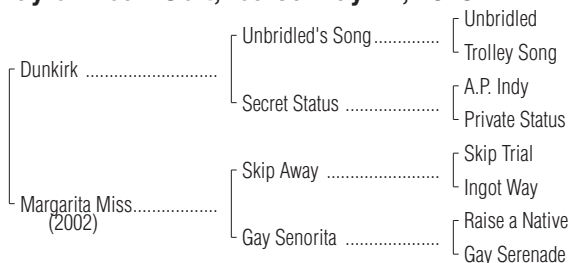 Unbridled
Unbridled's Song
Trolley Song
Dunkirk
A.P. Indy
Secret Status
Private Status
Skip Trial
Skip Away
Ingot Way
Margarita Miss
(2002)
Raise a Native
Gay Senorita
Gay Serenade